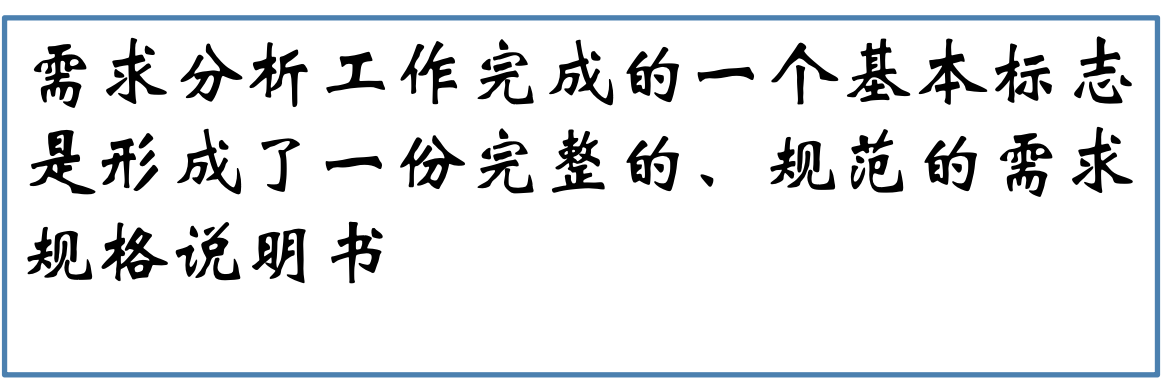 需求分析工作完成的一个基本标志
是形成了一份完整的、规范的需求
规格说明书